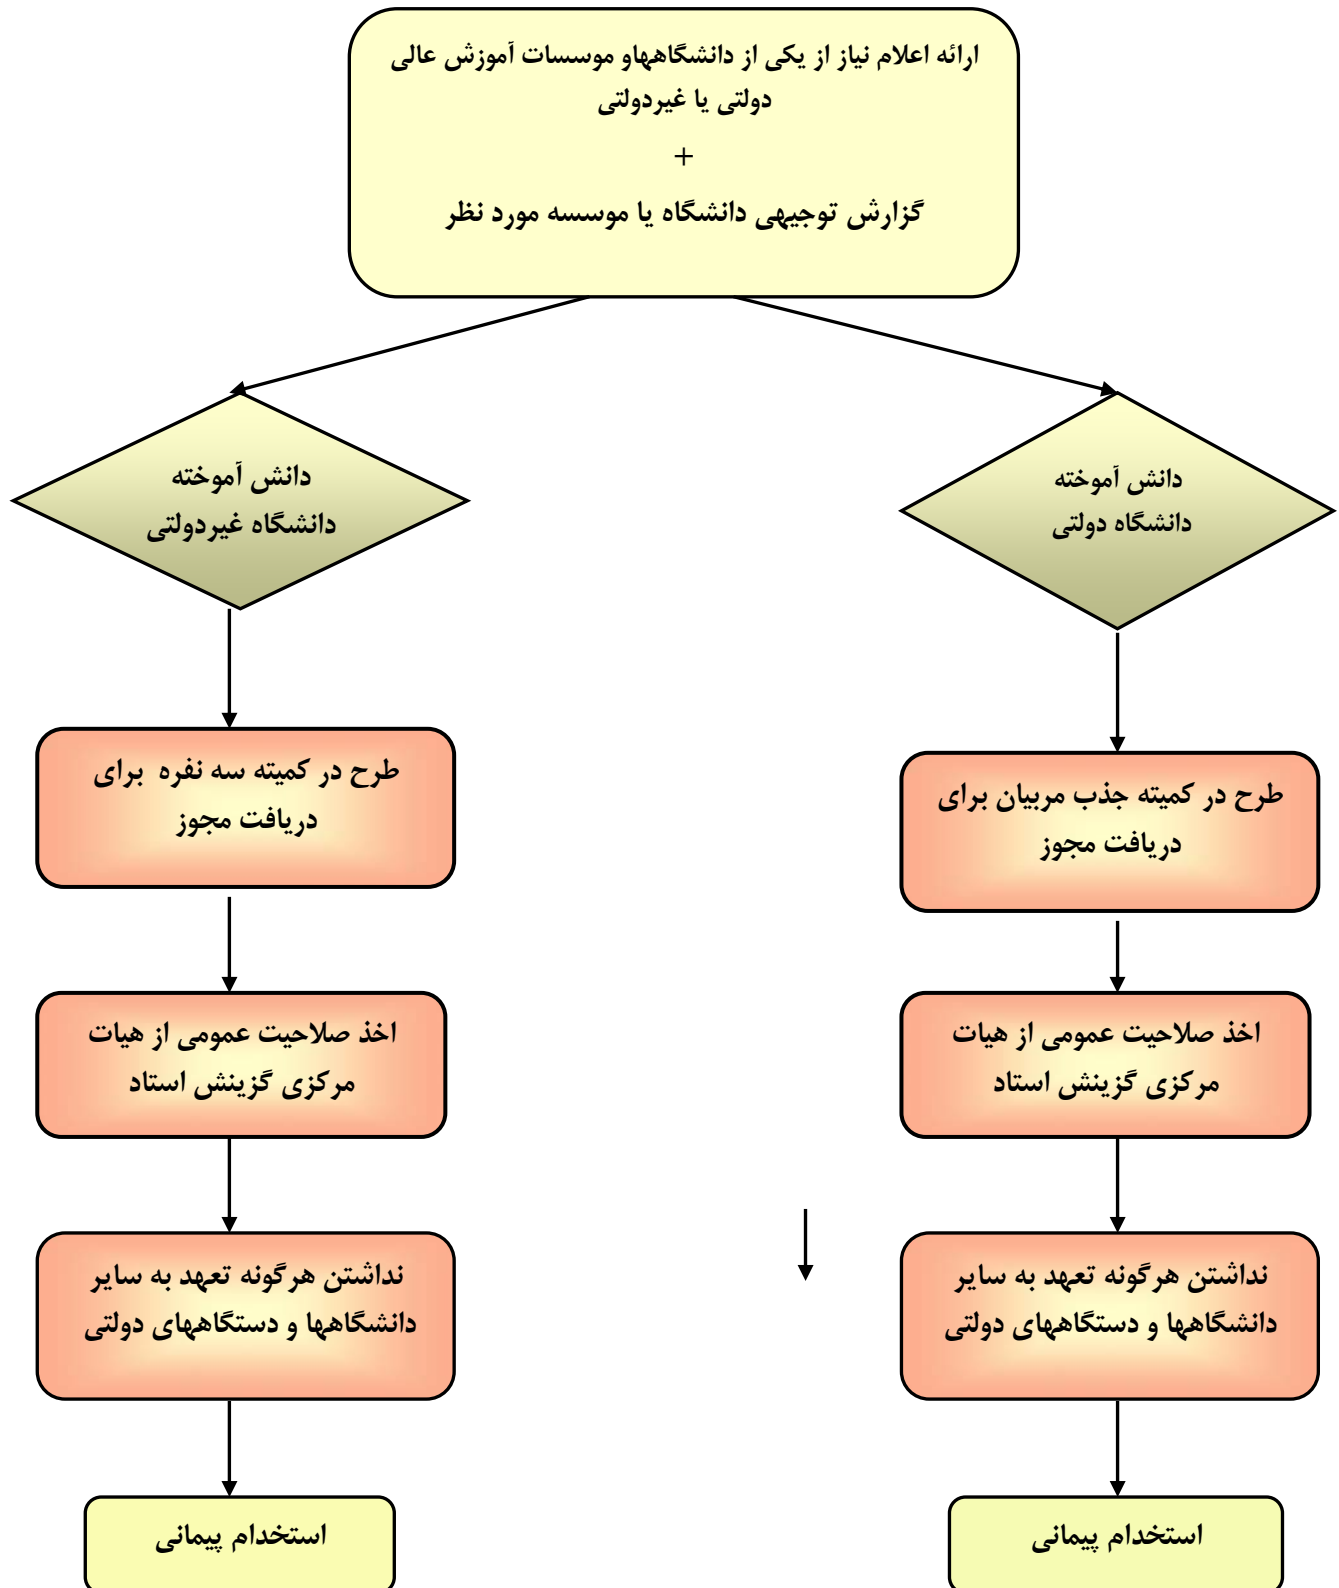 ارائه اعلام نیاز از یکی از دانشگاههاو موسسات آموزش عالی
دولتی یا غیردولتی
+
گزارش توجیهی دانشگاه یا موسسه مورد نظر
دانش آموخته
دانشگاه دولتی
طرح در کمیته جذب مربیان برای
دریافت مجوز
اخذ صلاحیت عمومی از هیات
مرکزی گزینش استاد
نداشتن هرگونه تعهد به سایر
دانشگاهها و دستگاههای دولتی
استخدام پیمانی
دانش آموخته
دانشگاه غیردولتی
طرح در کمیته سه نفره برای
دریافت مجوز
اخذ صلاحیت عمومی از هیات
مرکزی گزینش استاد
نداشتن هرگونه تعهد به سایر
دانشگاهها و دستگاههای دولتی
استخدام پیمانی